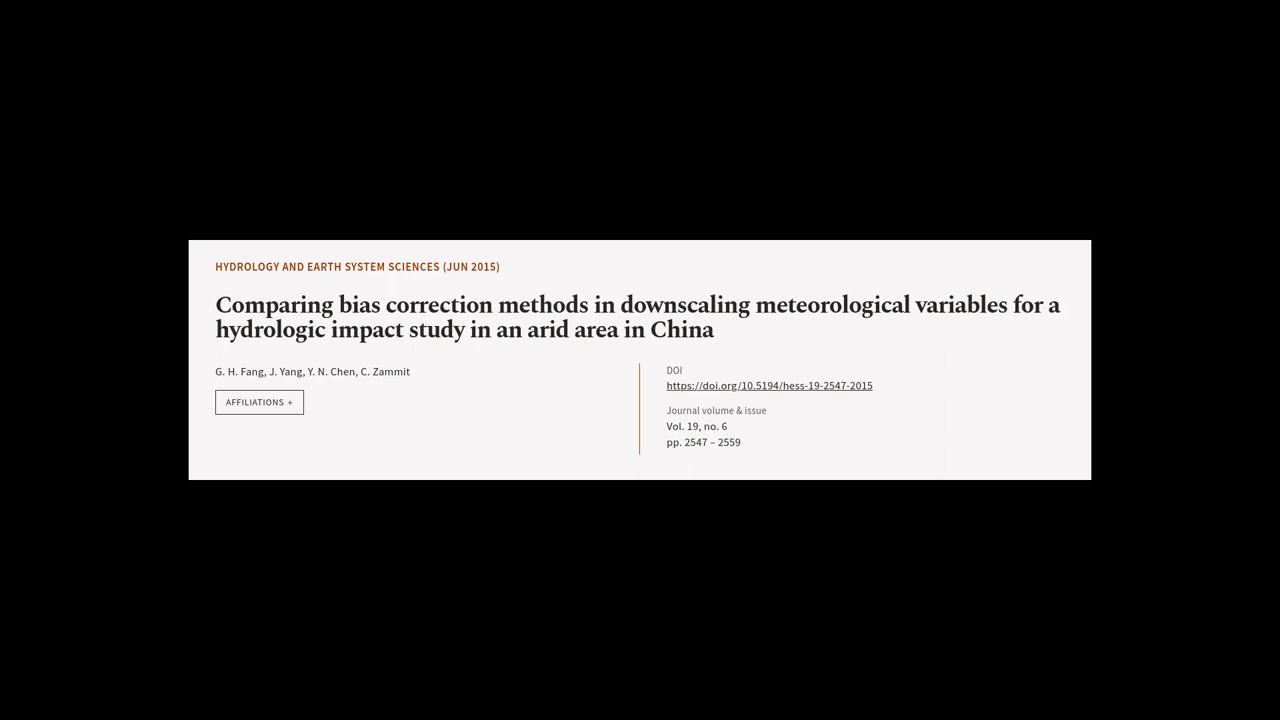 HYDROLOGY AND EARTH SYSTEM SCIENCES (JUN 2015)
Comparing bias correction methods in downscaling meteorological variables for a
hydrologic impact study in an arid area in China
G. H. Fang, J. Yang, Y. N. Chen, C. Zammit
AFFILIATIONS +
DOI
https://doi.org/10.5194/hess-19-2547-2015
Journal volume & issue
Vol. 19, no. 6
pp. 2547 – 2559